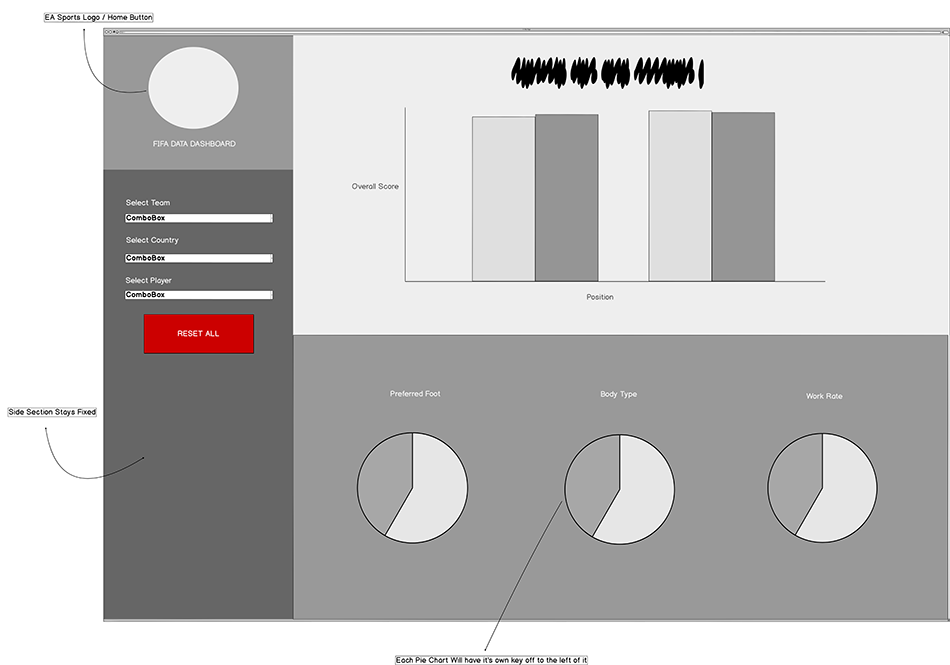 EA Sports Logo / Home Button
FIFA DATA DASHBOARD
Select Team
ComboBox
Select Country
ComboBox
Select Player
ComboBox
RESET ALL
Side Section Stays Fixed
Overall Score
Position
Preferred Foot
Body Type
Work Rate
Each Pie Chart Will have it's own key off to the left of it